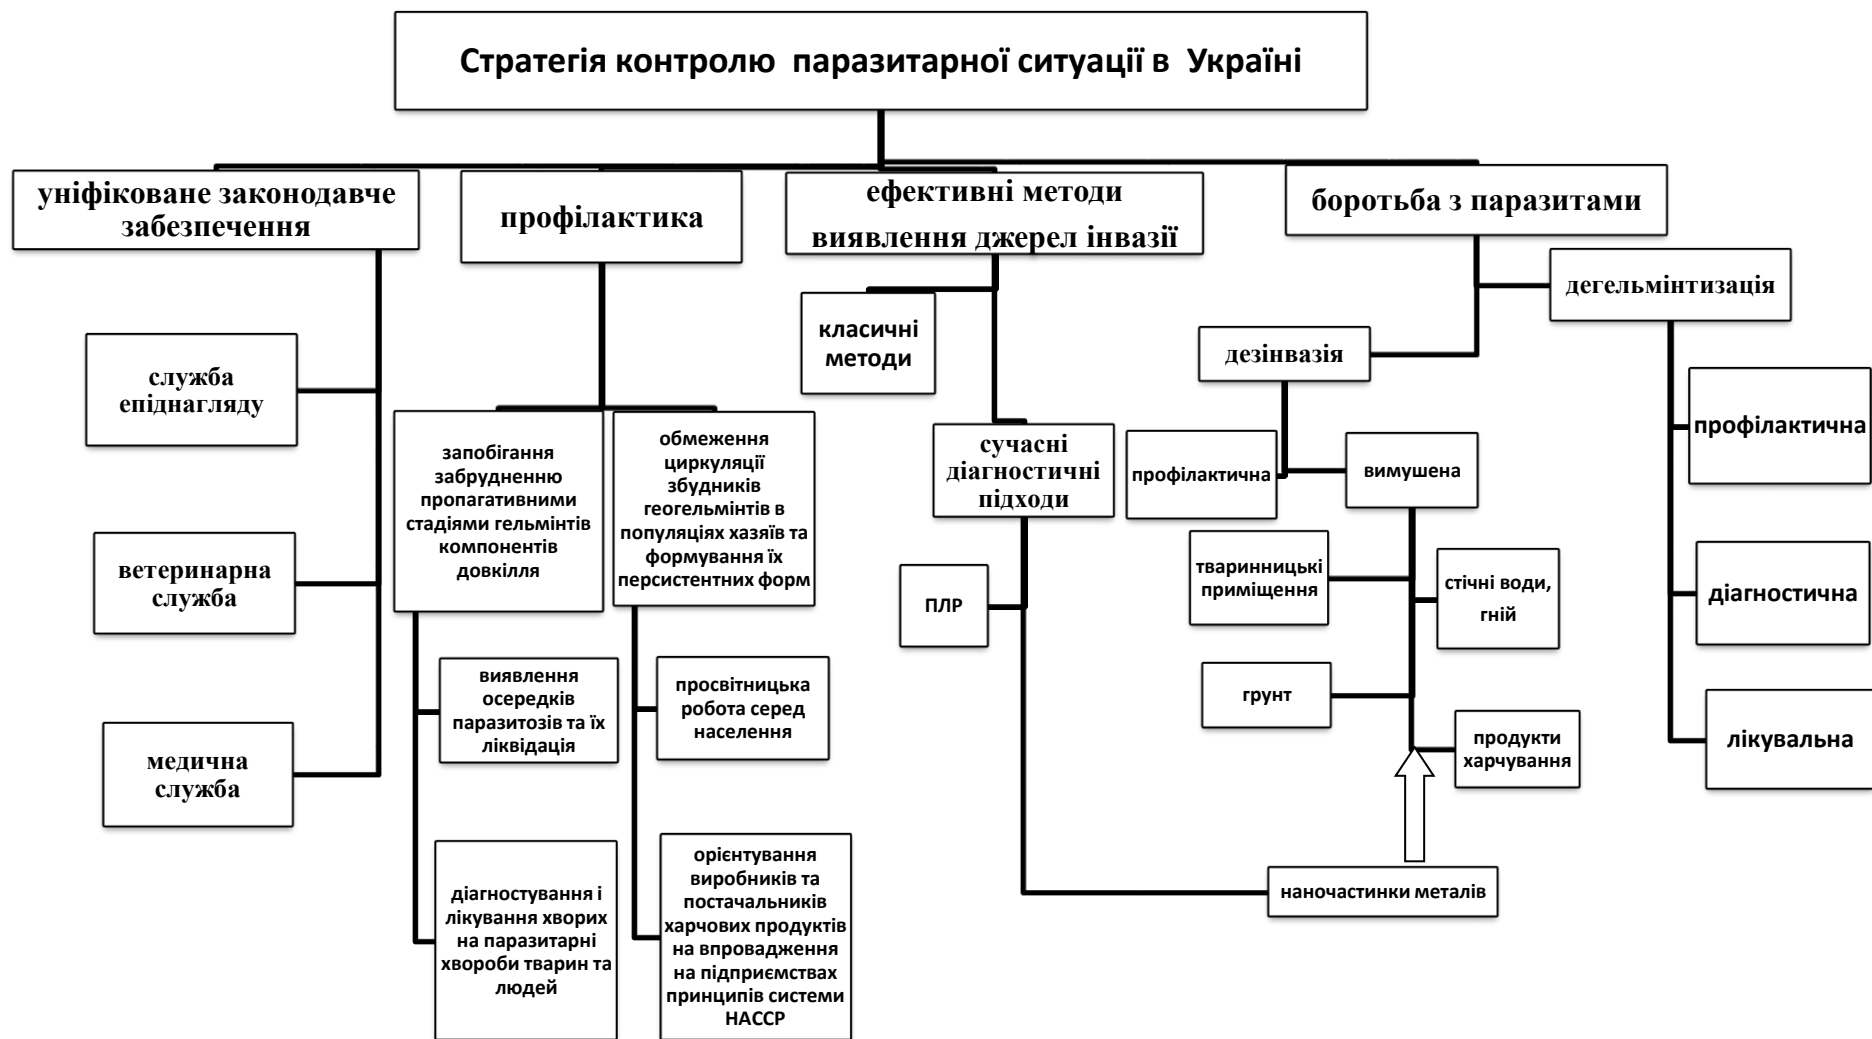 Стратегія контролю паразитарної ситуації в Україні
уніфіковане законодавче
забезпечення
служба
епіднагляду
ветеринарна
служба
медична
служба
профілактика
запобігання
забрудненню
пропагативними
стадіями гельмінтів
компонентів
довкілля
виявлення
осередків
паразитозів та їх
ліквідація
діагностування і
лікування хворих
на паразитарні
хвороби тварин та
людей
обмеження
циркуляції
збудників
геогельмінтів в
популяціях хазяїв та
формування їх
персистентних форм
просвітницька
робота серед
населення
орієнтування
виробників та
постачальників
харчових продуктів
на впровадження
на підприємствах
принципів системи
НАССР
ефективні методи
виявлення джерел інвазії
класичні
методи
сучасні
діагностичні
підходи
ПЛР
наночастинки металів
боротьба з паразитами
дезінвазія
профілактична
вимушена
тваринницькі
приміщення
стічні води,
гній
грунт
продукти
харчування
дегельмінтизація
профілактична
діагностична
лікувальна